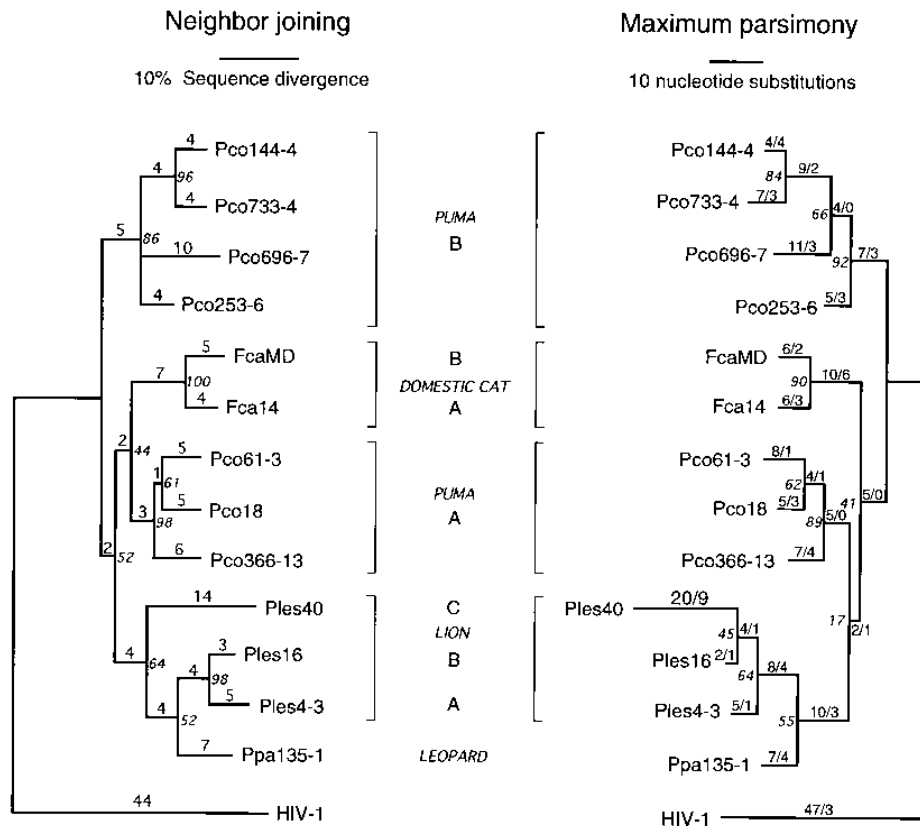 Neighbor joining
10% Sequence divergence
Maximum parsimony
10 nucleotide substitutions
4 Pco144-4
4 96
4 Pco733-4
5 86
10 Pco696-7
4 Pco253-6
5 FcaMD
7 100
4 Fca14
2 44
5 Pco61-3
1 61
5 Pco18
3 98
6 Pco366-13
2 52
14 Ples40
4 64
3 Ples16
4 98
5 Ples4-3
4 52
7 Ppa135-1
44 HIV-1
PUMA
B
B
DOMESTIC CAT
A
PUMA
A
C
LION
B
A
LEOPARD
Pco144-4 4/4
84 9/2
Pco733-4 7/3
66 4/0
Pco696-7 11/3
92 7/3
Pco253-6 5/3
FcaMD 6/2
90 10/6
Fca14 6/3
Pco61-3 8/1
62 4/1
Pco18 5/3
89 5/0
41 5/0
Pco366-13 7/4
Ples40 20/9
45 4/1
17 2/1
Ples16 2/1
64 8/4
Ples4-3 5/1
55 10/3
Ppa135-1 7/4
HIV-1 47/3